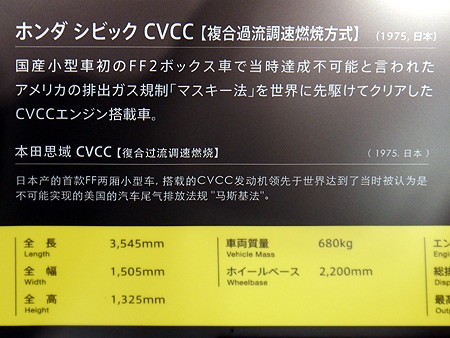 ホンダ シビック CVCC【複合過流調速燃焼方式】 (1975, 日本)
国産小型車初のFF2ボックス車で当時達成不可能と言われた
アメリカの排出ガス規制「マスキー法」を世界に先駆けてクリアした
CVCCエンジン搭載車。
本田思域 CVCC【複合过流调速燃烧】 (1975. 日本)
日本产的首款FF两厢小型车，搭载的CVCC发动机领先于世界达到了当时被认为是
不可能实现的美国的汽车尾气排放法规"马斯基法"。
全 長 3,545mm 車両質量 680kg エン
Length Vehicle Mass Engi
全 幅 1,505mm ホイールベース 2,200mm 総排
Width Wheelbase Disp
全 高 1,325mm 最高
Height "Outp